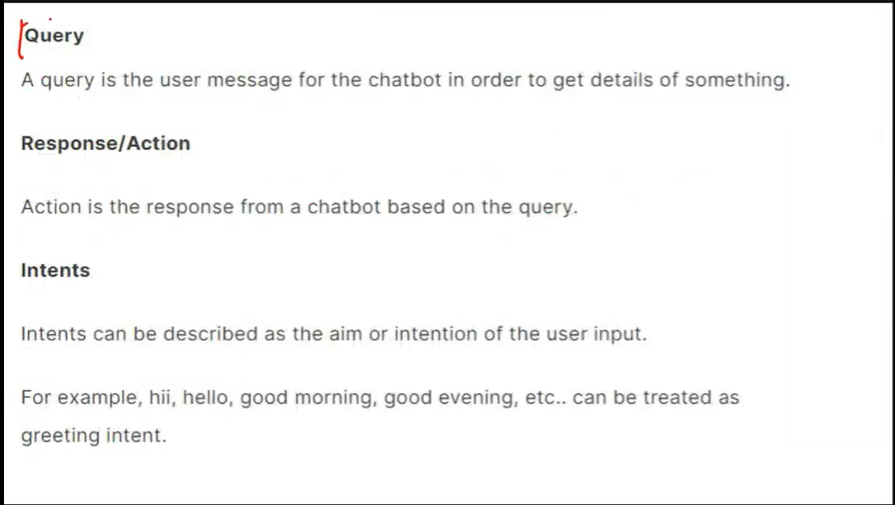 Query
A query is the user message for the chatbot in order to get details of something.
Response/Action
Action is the response from a chatbot based on the query.
Intents
Intents can be described as the aim or intention of the user input.
For example, hii, hello, good morning, good evening, etc.. can be treated as
greeting intent.